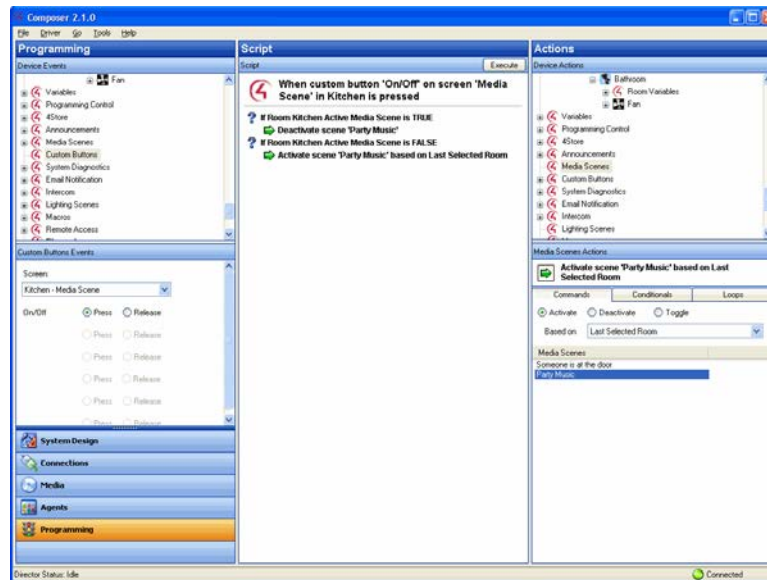 Composer 2.1.0
File Driver Go Tools Help
Programming
Device Events
Fan
Variables
Programming Control
4Store
Announcements
Media Scenes
Custom Buttons
System Diagnostics
Email Notification
Intercom
Lighting Scenes
Macros
Remote Access
Custom Buttons Events
Screen:
Kitchen - Media Scene
On/Off Press Release
Press Release
Press Release
Press Release
Press Release
Press Release
System Design
Connections
Media
Agents
Programming
Script
Script Execute
When custom button 'On/Off' on screen 'Media
Scene' in Kitchen is pressed
If Room Kitchen Active Media Scene is TRUE
Deactivate scene 'Party Music'
If Room Kitchen Active Media Scene is FALSE
Activate scene 'Party Music' based on Last Selected Room
Actions
Device Actions
Bathroom
Room Variables
Fan
Variables
Programming Control
4Store
Announcements
Media Scenes
Custom Buttons
System Diagnostics
Email Notification
Intercom
Lighting Scenes
Media Scenes Actions
Activate scene 'Party Music' based on Last
Selected Room
Commands Conditionals Loops
Activate Deactivate Toggle
Based on Last Selected Room
Media Scenes
Someone is at the door
Party Music
Director Status: Idle
Connected